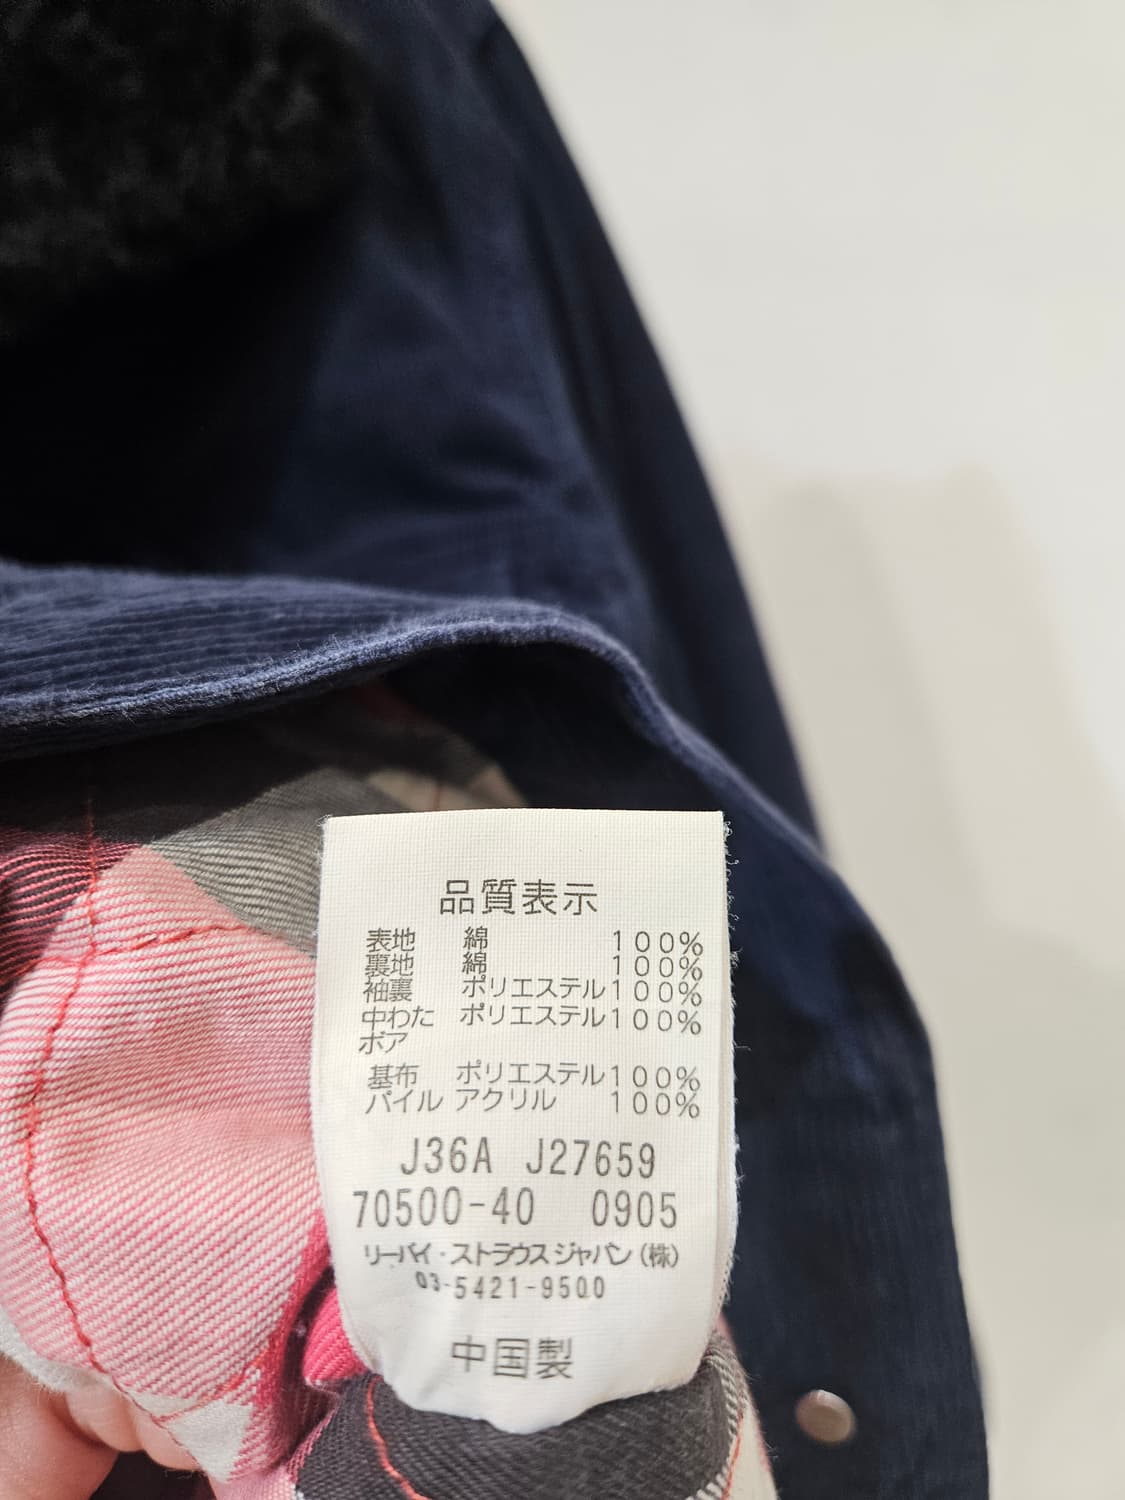 品質表示
表地 綿 100%
裏地 綿 100%
袖裏 ポリエステル100%
中わた ポリエステル100%
ボア
基布 ポリエステル100%
パイル アクリル 100%
J36A J27659
70500-40 0905
リーバイ・ストラウスジャパン(株)
03-5421-9500
中国製